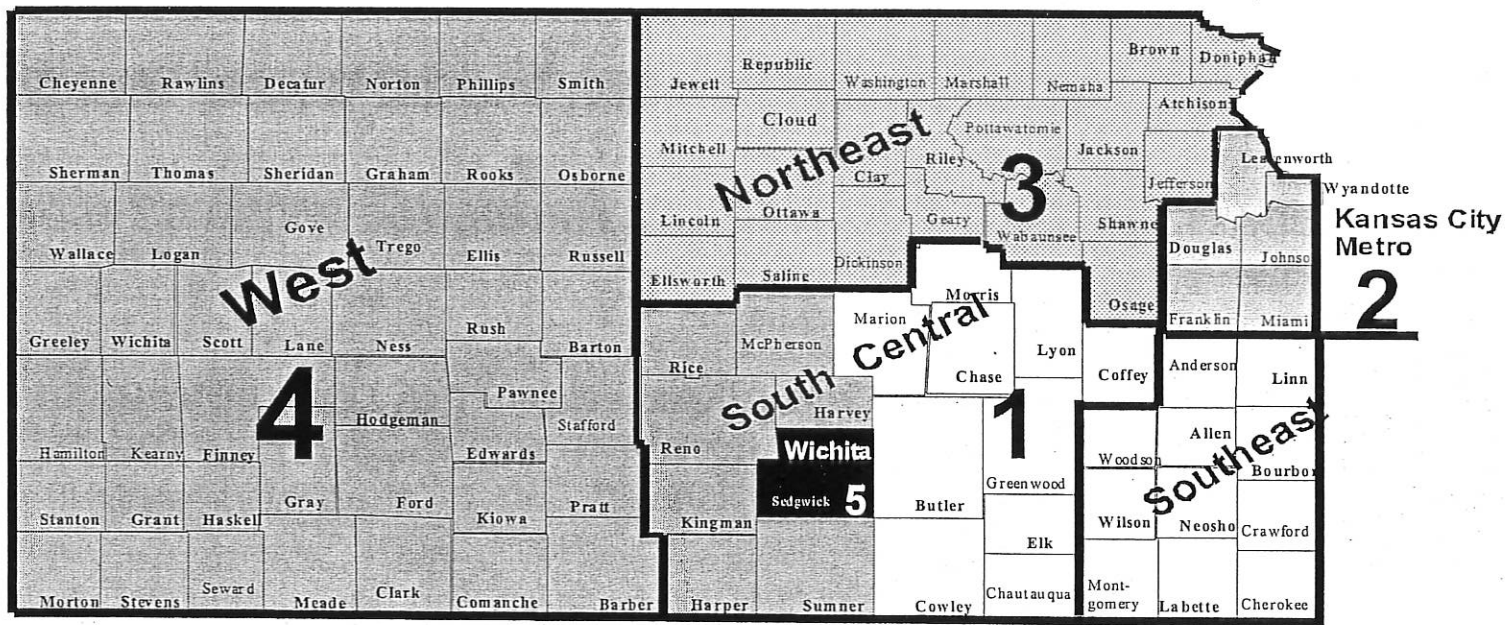 Cheyenne Rawlins Decatur Norton Phillips Smith
Jewell Republic Washington Marshall Nemaha Brown Doniphan
Sherman Thomas Sheridan Graham Rooks Osborne
Mitchell Cloud Clay Riley Pottawatomie Jackson Atchison
Jefferson Leavenworth
Wyandotte
Northeast
3
Wallace Logan Gove Trego Ellis Russell
Lincoln Ottawa Geary Wabaunsee Shawne
Douglas Johnso
Kansas City
Metro
2
West
Ellsworth Saline Dickinson Morris Osage
Franklin Miami
Greeley Wichita Scott Lane Ness Rush Barton
Rice McPherson Marion Chase Lyon Coffey Anderson Linn
South Central
1
4
Hamilton Kearny Finney Hodgeman Pawnee Edwards Stafford
Reno Harvey
Wichita
Sedgwick 5
Woodson Allen Bourbon
Southeast
Stanton Grant Haskell Gray Ford Kiowa Pratt
Kingman Butler Greenwood Elk
Wilson Neosho Crawford
Morton Stevens Seward Meade Clark Comanche Barber
Harper Sumner Cowley Chautauqua
Mont-
gomery Labette Cherokee